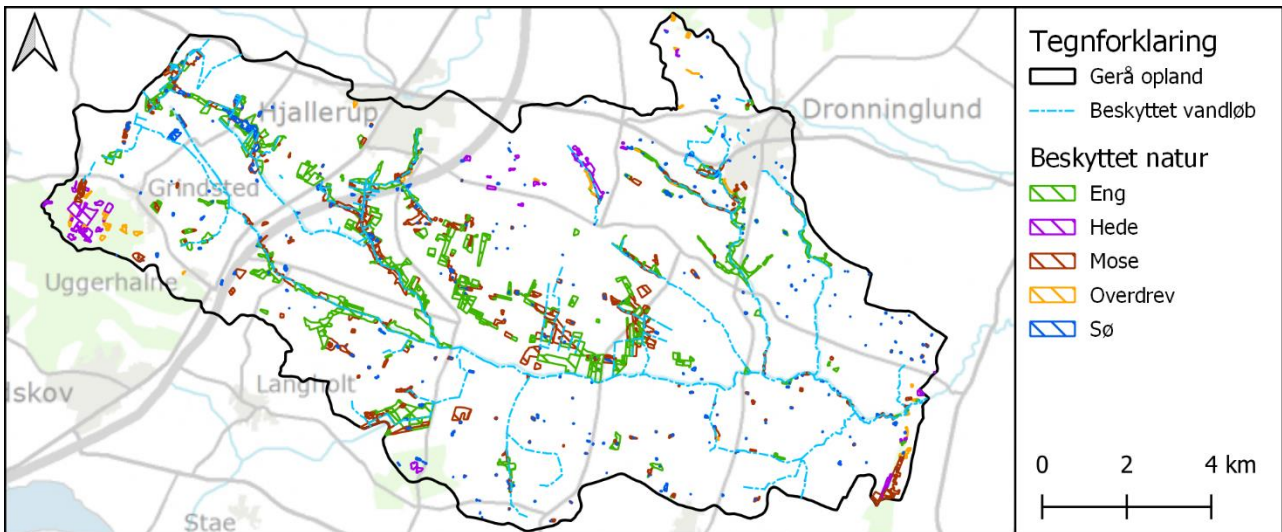 Hjallerup
Dronninglund
Grindsted
Uggerhalne
dskov
Langholt
Stae
Tegnforklaring
Gerå opland
Beskyttet vandløb
Beskyttet natur
Eng
Hede
Mose
Overdrev
Sø
0 2 4 km